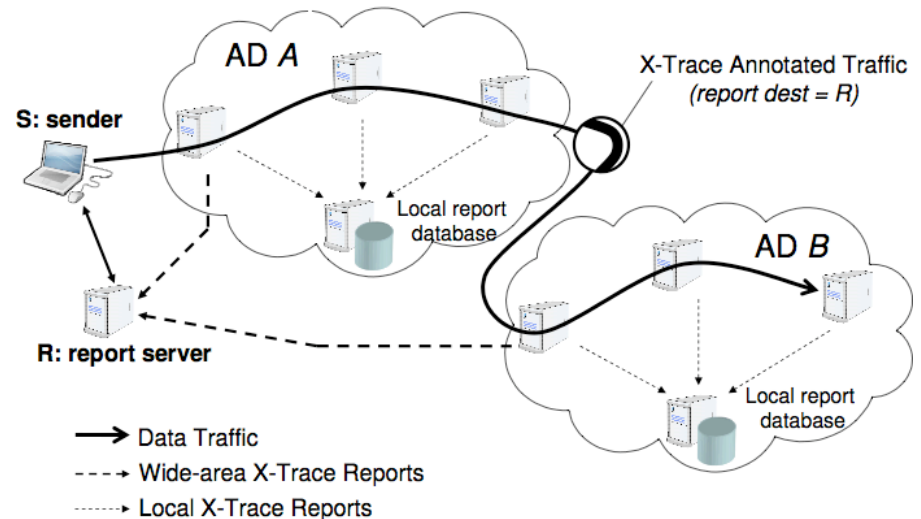 AD A
X-Trace Annotated Traffic
(report dest = R)
S: sender
Local report
database
AD B
R: report server
Local report
database
Data Traffic
Wide-area X-Trace Reports
Local X-Trace Reports